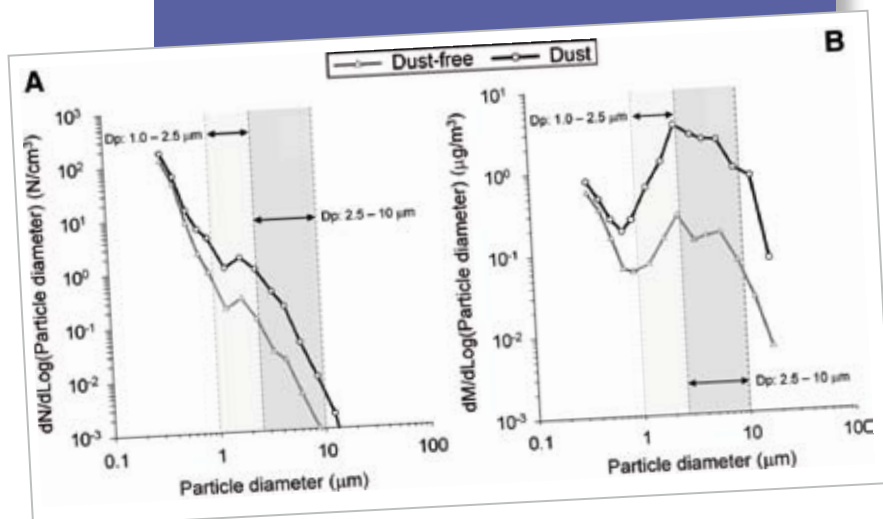 Dust-free Dust
A
dN/dLog(Particle diameter) (N/cm³)
10³
10²
10¹
10⁰
10⁻¹
10⁻²
10⁻³
Dp: 1.0 – 2.5 µm
Dp: 2.5 – 10 µm
0.1 1 10 100
Particle diameter (µm)
B
dM/dLog(Particle diameter) (µg/m³)
10¹
10⁰
10⁻¹
10⁻²
10⁻³
Dp: 1.0 – 2.5 µm
Dp: 2.5 – 10 µm
0.1 1 10 100
Particle diameter (µm)